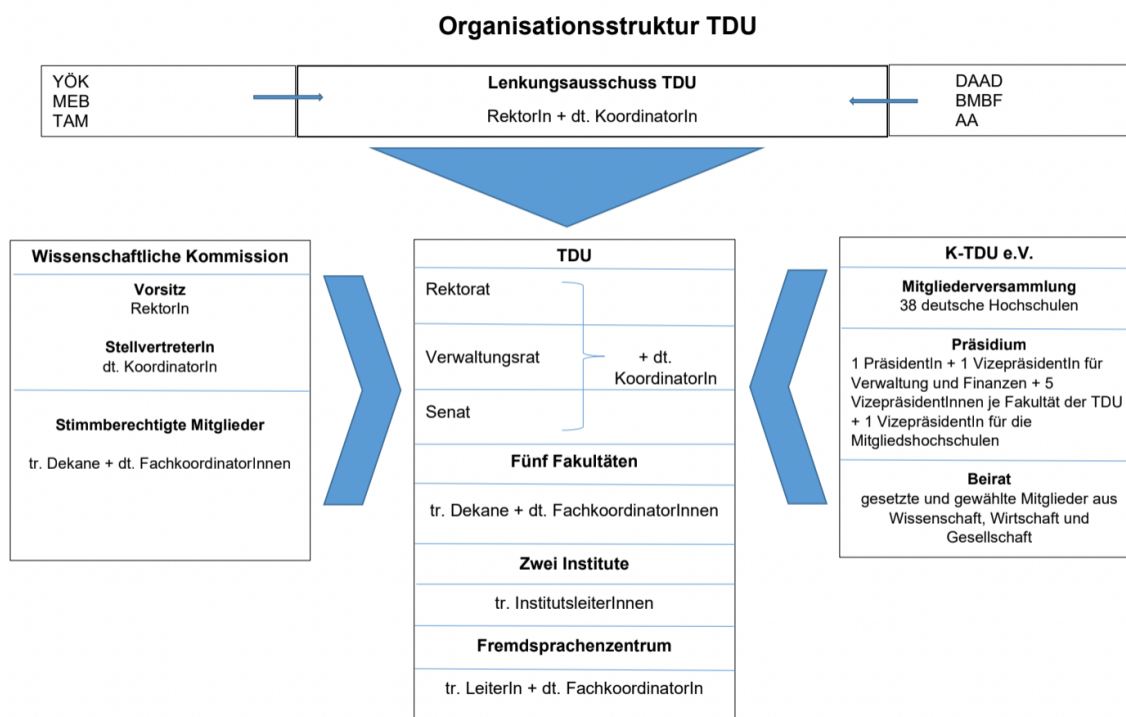 Organisationsstruktur TDU
YÖK
MEB
TAM
Lenkungsausschuss TDU
RektorIn + dt. KoordinatorIn
DAAD
BMBF
AA
Wissenschaftliche Kommission
Vorsitz
RektorIn
StellvertreterIn
dt. KoordinatorIn
Stimmberechtigte Mitglieder
tr. Dekane + dt. FachkoordinatorInnen
TDU
Rektorat
Verwaltungsrat
Senat
+ dt.
KoordinatorIn
Fünf Fakultäten
tr. Dekane + dt. FachkoordinatorInnen
Zwei Institute
tr. InstitutsleiterInnen
Fremdsprachenzentrum
tr. LeiterIn + dt. FachkoordinatorIn
K-TDU e.V.
Mitgliederversammlung
38 deutsche Hochschulen
Präsidium
1 PräsidentIn + 1 VizepräsidentIn für
Verwaltung und Finanzen + 5
VizepräsidentInnen je Fakultät der TDU
+ 1 VizepräsidentIn für die
Mitgliedshochschulen
Beirat
gesetzte und gewählte Mitglieder aus
Wissenschaft, Wirtschaft und
Gesellschaft